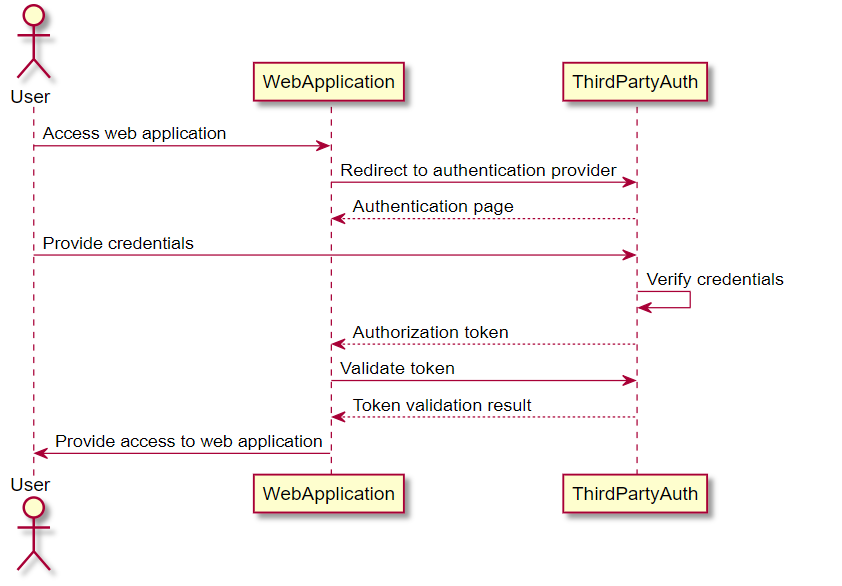 User
WebApplication
ThirdPartyAuth
Access web application
Redirect to authentication provider
Authentication page
Provide credentials
Verify credentials
Authorization token
Validate token
Token validation result
Provide access to web application
User
WebApplication
ThirdPartyAuth